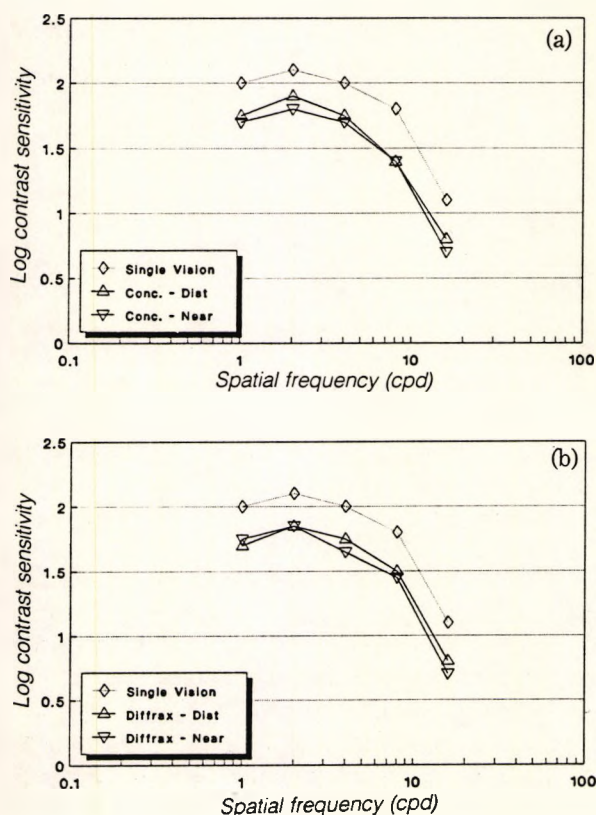 2.5
(a)
2
1.5
1
0.5
0
Log contrast sensitivity
Single Vision
Conc. - Dist
Conc. - Near
0.1 1 10 100
Spatial frequency (cpd)
2.5
(b)
2
1.5
1
0.5
0
Log contrast sensitivity
Single Vision
Diffrax - Dist
Diffrax - Near
0.1 1 10 100
Spatial frequency (cpd)